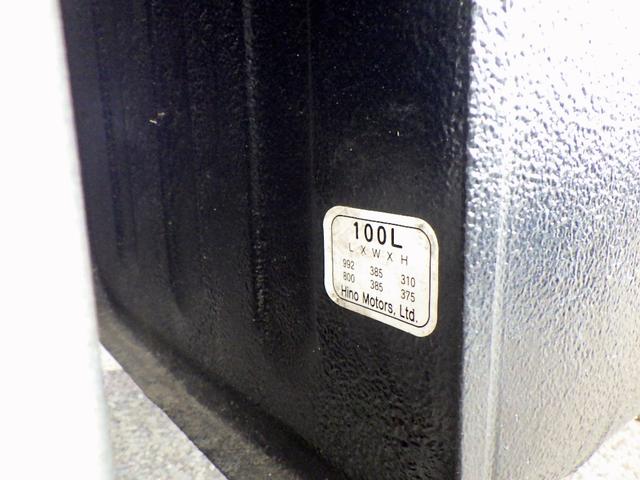 100L
L X W X H
992 385 310
800 385 375
Hino Motors, Ltd.